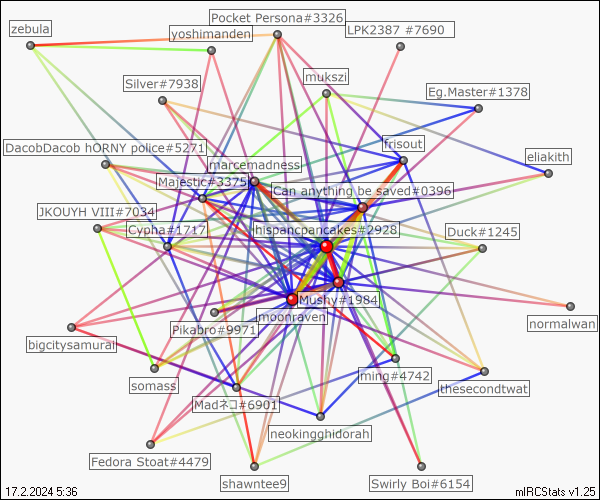 Pocket Persona#3326
zebula
yoshimanden
LPK2387 #7690
mukszi
Silver#7938
Eg.Master#1378
frisout
DacobDacob hORNY police#5271
marcemadness
eliakith
Majestic#3375
Can anything be saved#0396
JKOUYH VIII#7034
Cypha#1717
hispancpancakes#2928
Duck#1245
Mushy#1984
moonraven
Pikabro#9971
normalwan
bigcitysamurai
ming#4742
somass
thesecondtwat
Madネコ#6901
neokingghidorah
Fedora Stoat#4479
shawntee9
Swirly Boi#6154
17.2.2024 5:36
mIRCStats v1.25